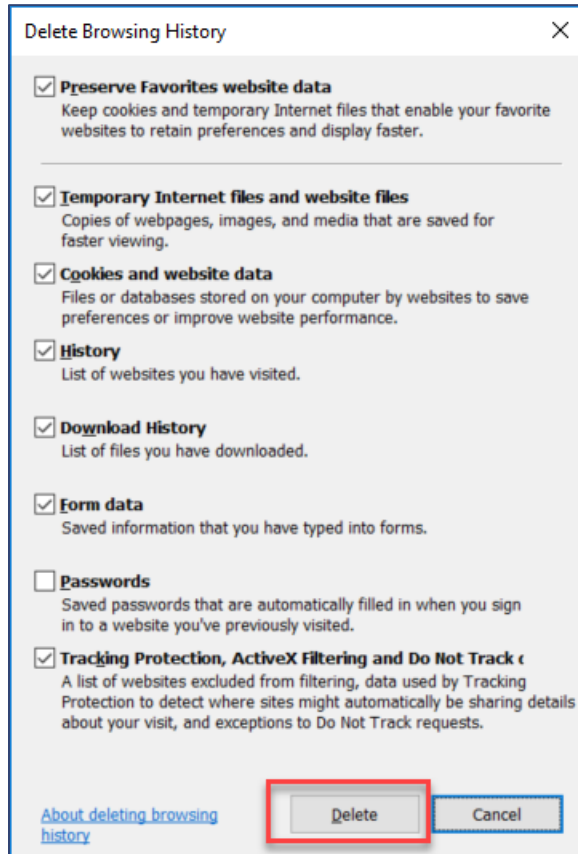 Delete Browsing History
Preserve Favorites website data
Keep cookies and temporary Internet files that enable your favorite
websites to retain preferences and display faster.
Temporary Internet files and website files
Copies of webpages, images, and media that are saved for
faster viewing.
Cookies and website data
Files or databases stored on your computer by websites to save
preferences or improve website performance.
History
List of websites you have visited.
Download History
List of files you have downloaded.
Form data
Saved information that you have typed into forms.
Passwords
Saved passwords that are automatically filled in when you sign
in to a website you've previously visited.
Tracking Protection, ActiveX Filtering and Do Not Track
A list of websites excluded from filtering, data used by Tracking
Protection to detect where sites might automatically be sharing details
about your visit, and exceptions to Do Not Track requests.
About deleting browsing
history
Delete
Cancel